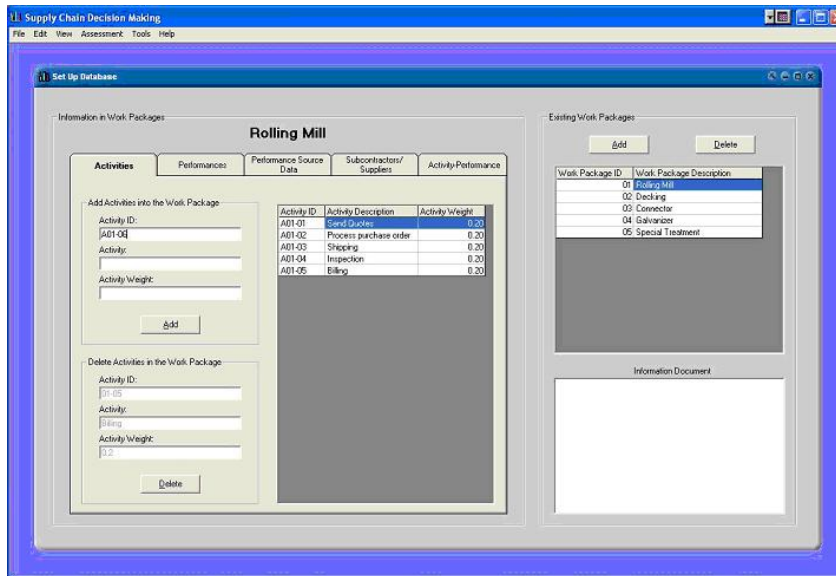 Supply Chain Decision Making
File Edit View Assessment Tools Help
Set Up Database
Information in Work Packages
Rolling Mill
Activities
Performances
Performance Source Data
Subcontractors/ Suppliers
Activity-Performance
Add Activities into the Work Package
Activity ID:
A01-06
Activity:
Activity Weight:
Add
Delete Activities in the Work Package
Activity ID:
01-05
Activity:
Billing
Activity Weight:
0.2
Delete
Activity ID Activity Description Activity Weight
A01-01 Send Quotes 0.20
A01-02 Process purchase order 0.20
A01-03 Shipping 0.20
A01-04 Inspection 0.20
A01-05 Billing 0.20
Existing Work Packages
Add Delete
Work Package ID Work Package Description
01 Rolling Mill
02 Decking
03 Connector
04 Galvanizer
05 Special Treatment
Information Document